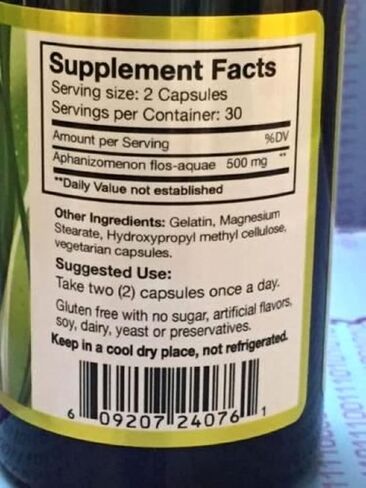 Supplement Facts
Serving size: 2 Capsules
Servings per Container: 30
Amount per Serving %DV
Aphanizomenon flos-aquae 500 mg **
**Daily Value not established
Other Ingredients: Gelatin, Magnesium
Stearate, Hydroxypropyl methyl cellulose,
vegetarian capsules.
Suggested Use:
Take two (2) capsules once a day.
Gluten free with no sugar, artificial flavors,
soy, dairy, yeast or preservatives.
Keep in a cool dry place, not refrigerated.
6 09207 24076 1